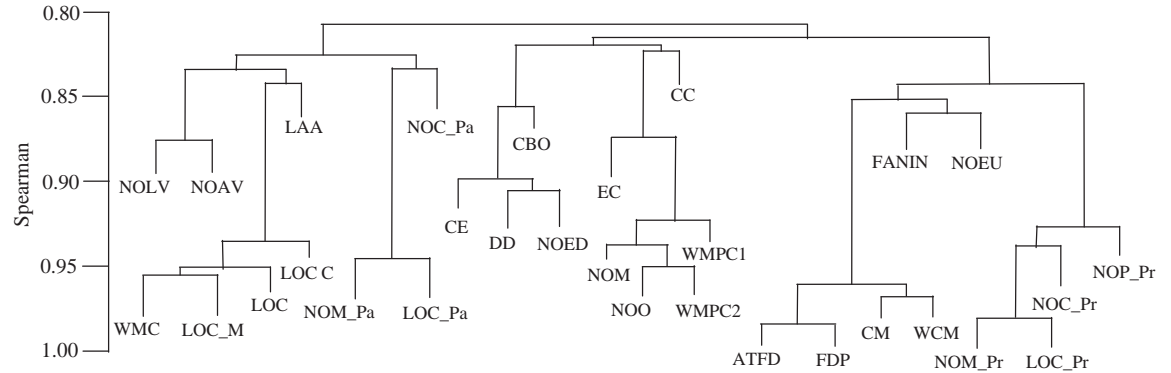 0.80
CC
0.85
LAA
NOC_Pa
CBO
FANIN
NOEU
Spearman
0.90
NOLV
NOAV
EC
CE
DD
NOED
WMPC1
0.95
LOC C
NOM
NOP_Pr
LOC
NOM_Pa
LOC_Pa
NOO
WMPC2
NOC_Pr
WMC
LOC_M
CM
WCM
1.00
ATFD
FDP
NOM_Pr
LOC_Pr